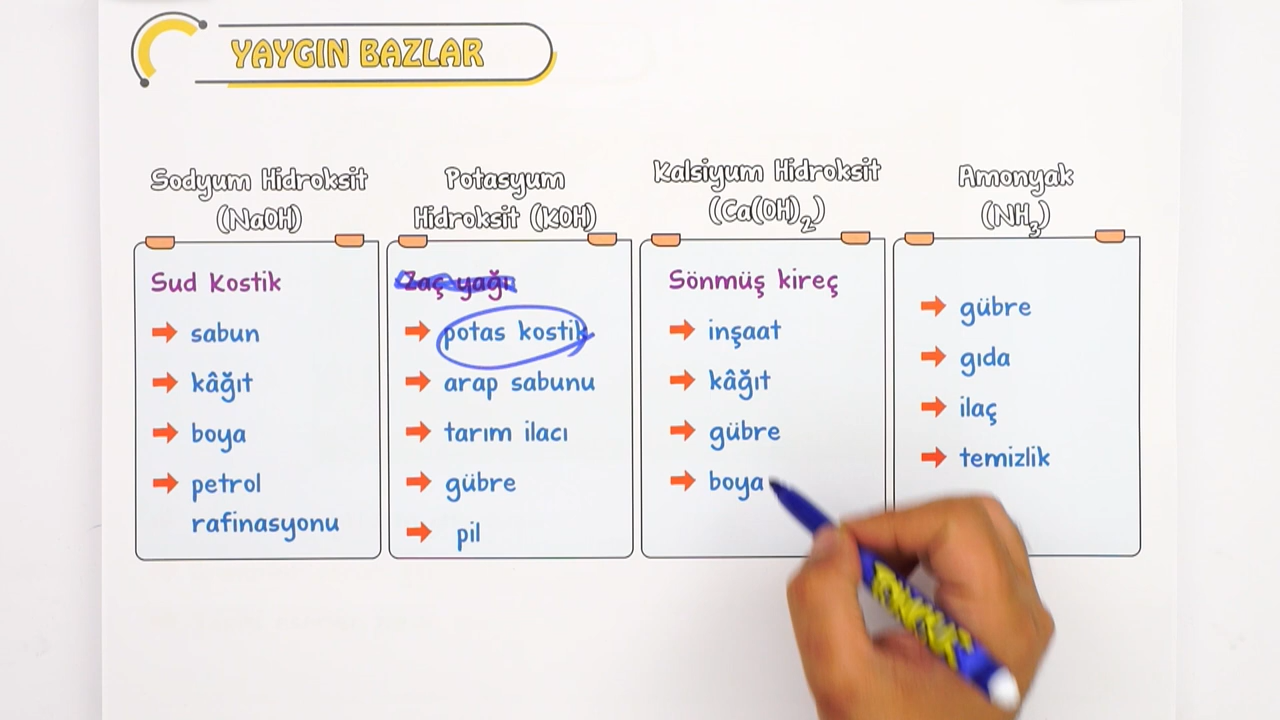 YAYGIN BAZLAR
Sodyum Hidroksit
(NaOH)
Sud Kostik
sabun
kâğıt
boya
petrol
rafinasyonu
Potasyum
Hidroksit (KOH)
Zaç yağı
potas kostik
arap sabunu
tarım ilacı
gübre
pil
Kalsiyum Hidroksit
(Ca(OH)₂)
Sönmüş kireç
inşaat
kâğıt
gübre
boya
Amonyak
(NH₃)
gübre
gıda
ilaç
temizlik